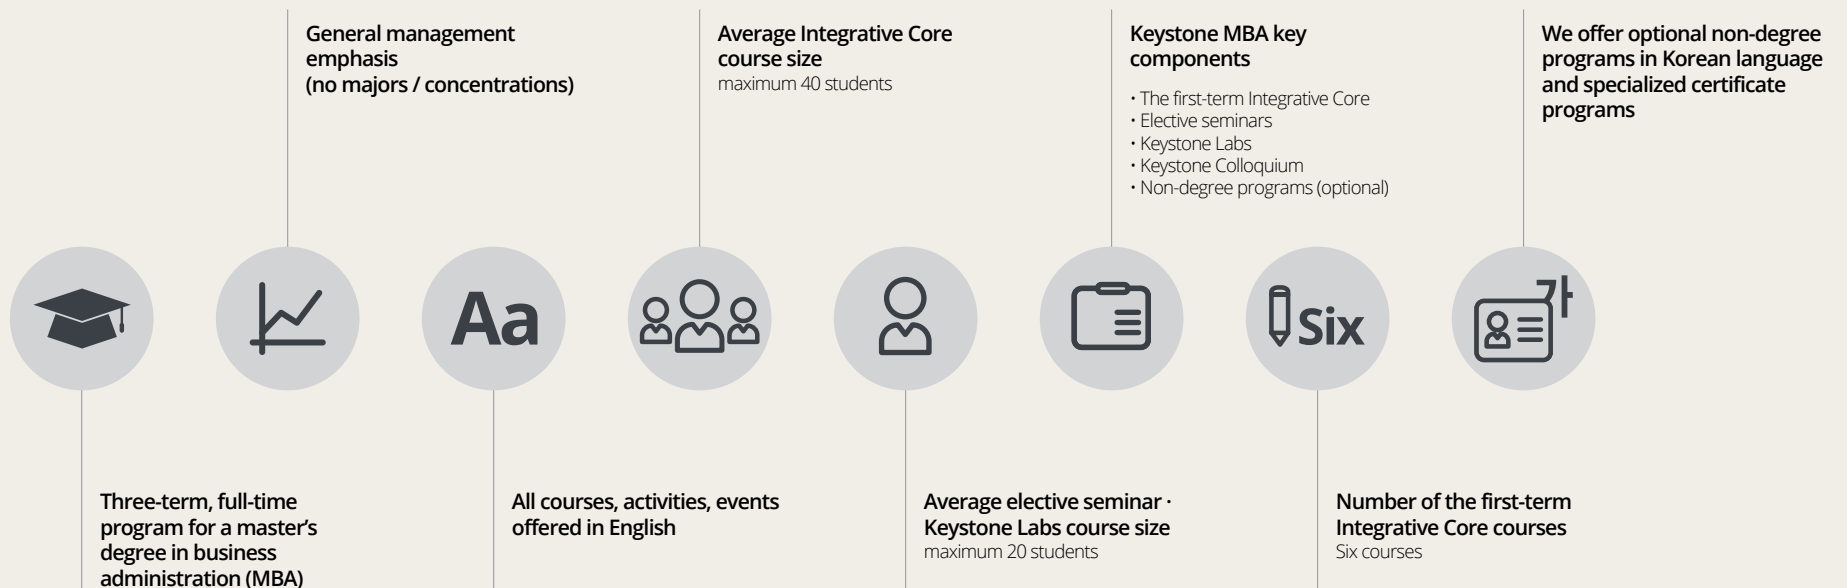 General management
emphasis
(no majors / concentrations)
Average Integrative Core
course size
maximum 40 students
Keystone MBA key
components
• The first-term Integrative Core
• Elective seminars
• Keystone Labs
• Keystone Colloquium
• Non-degree programs (optional)
We offer optional non-degree
programs in Korean language
and specialized certificate
programs
Aa
Six
가
Three-term, full-time
program for a master’s
degree in business
administration (MBA)
All courses, activities, events
offered in English
Average elective seminar ·
Keystone Labs course size
maximum 20 students
Number of the first-term
Integrative Core courses
Six courses